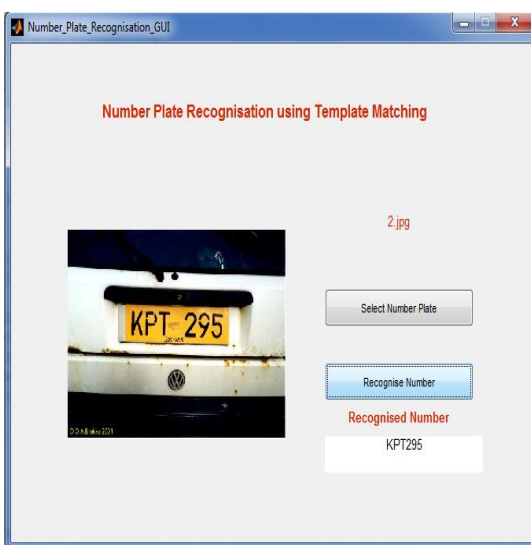 Number_Plate_Recognisation_GUI
Number Plate Recognisation using Template Matching
2.jpg
KPT 295
Select Number Plate
Recognise Number
Recognised Number
KPT295